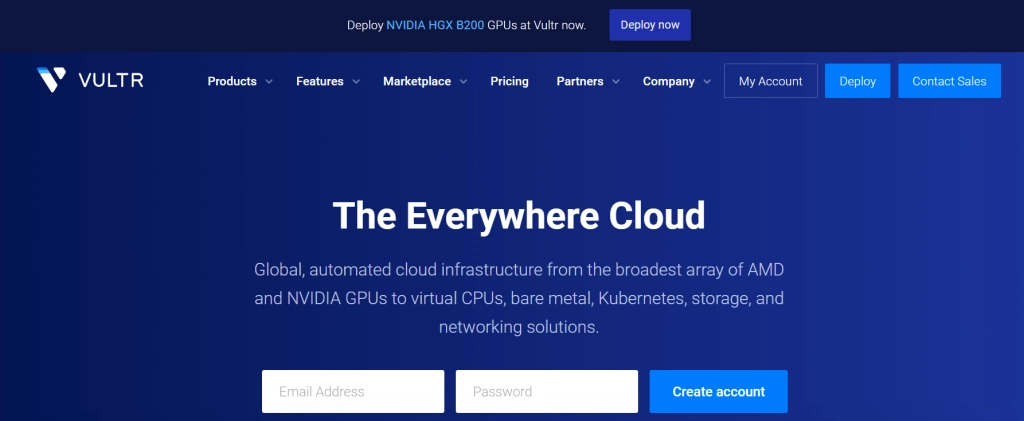 Deploy NVIDIA HGX B200 GPUs at Vultr now. Deploy now
VULTR Products Features Marketplace Pricing Partners Company My Account Deploy Contact Sales
The Everywhere Cloud
Global, automated cloud infrastructure from the broadest array of AMD
and NVIDIA GPUs to virtual CPUs, bare metal, Kubernetes, storage, and
networking solutions.
Email Address Password Create account